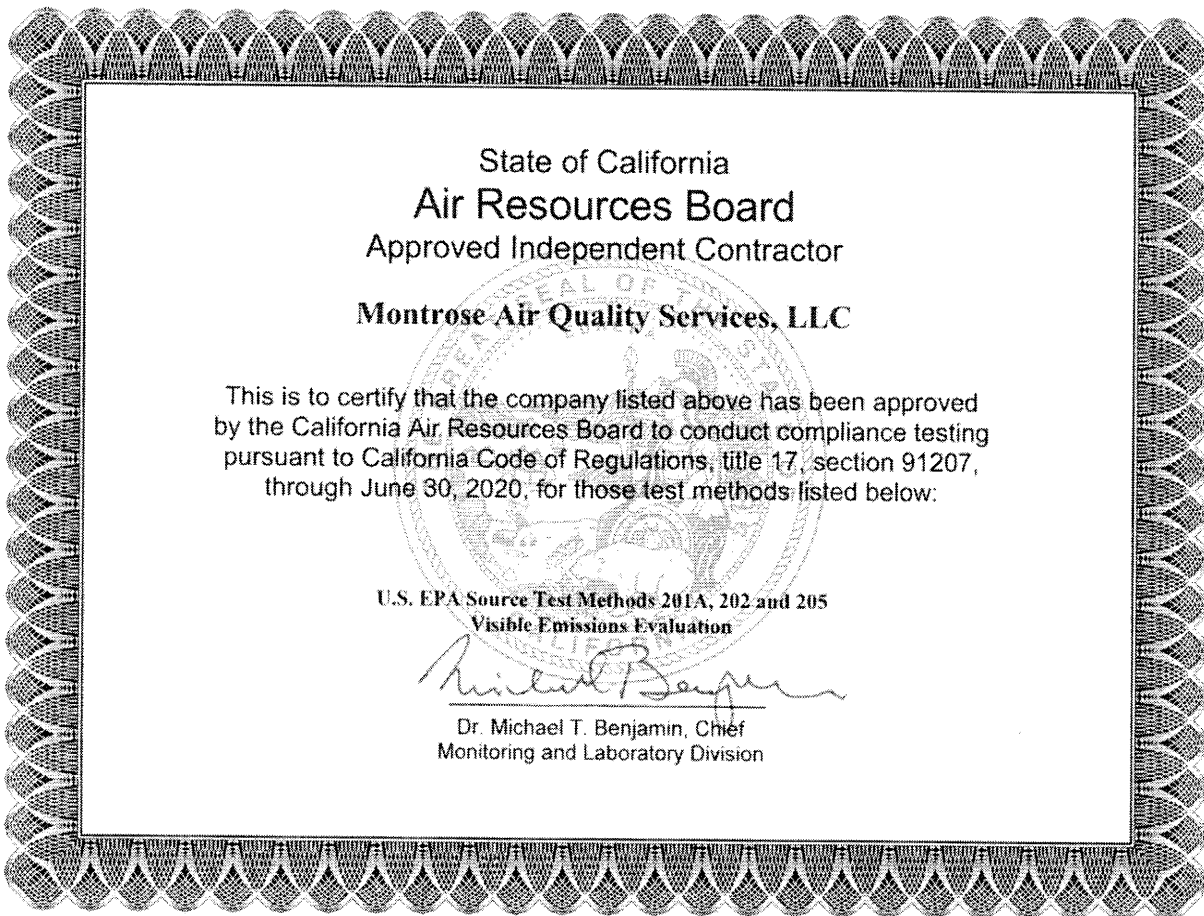 State of California
Air Resources Board
Approved Independent Contractor
Montrose Air Quality Services, LLC
This is to certify that the company listed above has been approved
by the California Air Resources Board to conduct compliance testing
pursuant to California Code of Regulations, title 17, section 91207,
through June 30, 2020, for those test methods listed below:
U.S. EPA Source Test Methods 201A, 202 and 205
Visible Emissions Evaluation
Michael Benjamin
Dr. Michael T. Benjamin, Chief
Monitoring and Laboratory Division